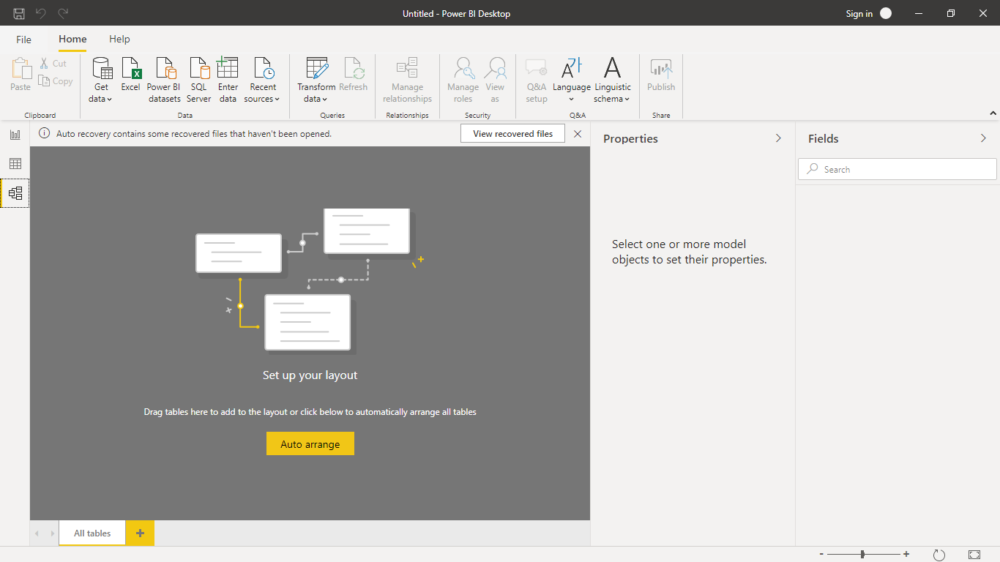 Untitled - Power BI Desktop
Sign in
File
Home
Help
Paste
Cut
Copy
Clipboard
Get data
Excel
Power BI datasets
SQL Server
Enter data
Recent sources
Data
Transform data
Refresh
Queries
Manage relationships
Relationships
Manage roles
View as
Security
Q&A setup
Language
Linguistic schema
Q&A
Publish
Share
Auto recovery contains some recovered files that haven't been opened.
View recovered files
Properties
Select one or more model
objects to set their properties.
Fields
Search
Set up your layout
Drag tables here to add to the layout or click below to automatically arrange all tables
Auto arrange
All tables